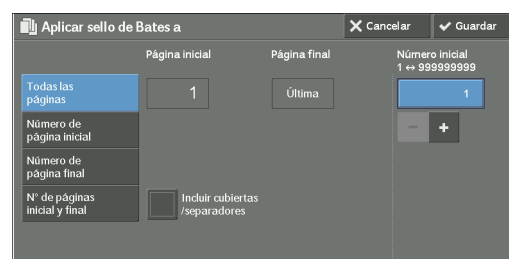 Aplicar sello de Bates a
Cancelar
Guardar
Página inicial
Página final
Número inicial
1 ↔ 999999999
Todas las
páginas
1
Última
1
Número de
página inicial
− +
Número de
página final
N° de páginas
inicial y final
Incluir cubiertas
/separadores